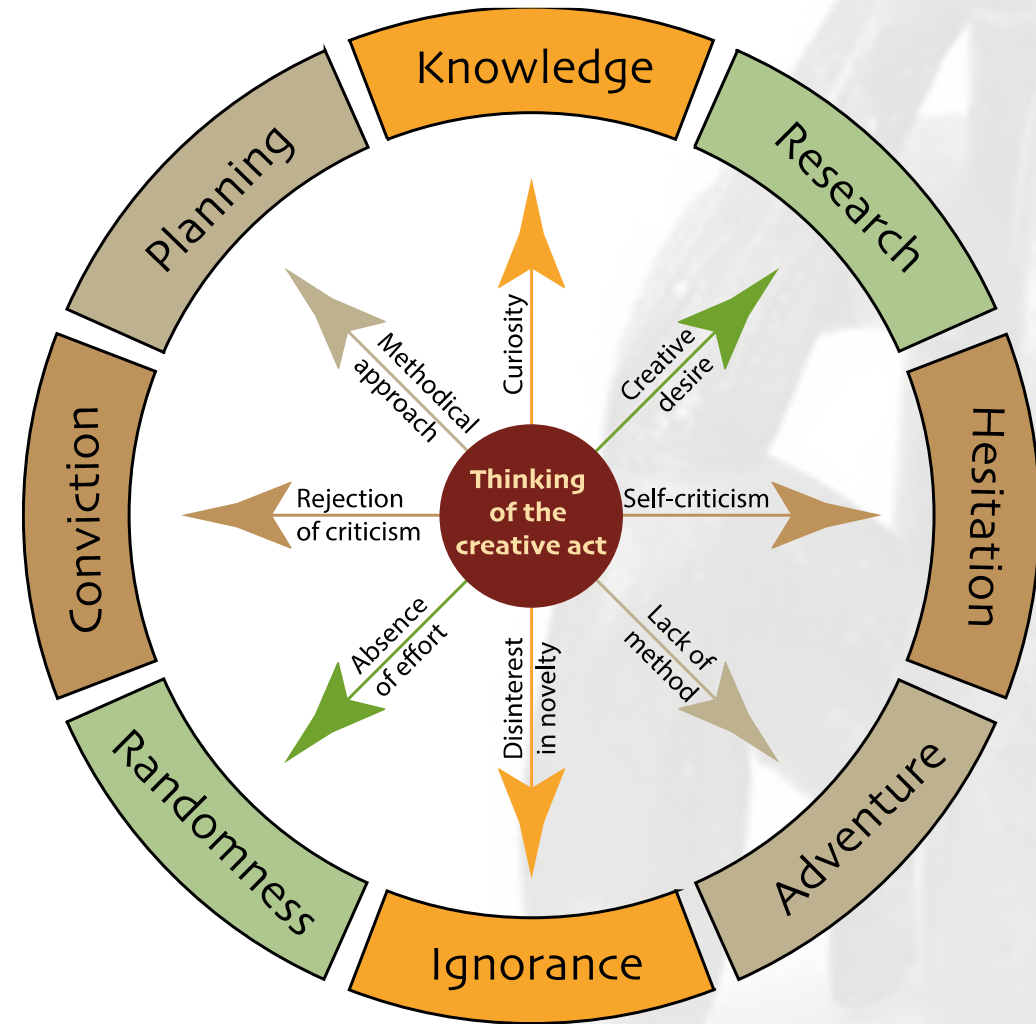 Knowledge
Planning
Research
Curiosity
Methodical
approach
Creative
desire
Conviction
Hesitation
Rejection
of criticism
Thinking
of the
creative act
Self-criticism
Absence
of effort
Disinterest
in novelty
Lack of
method
Randomness
Adventure
Ignorance